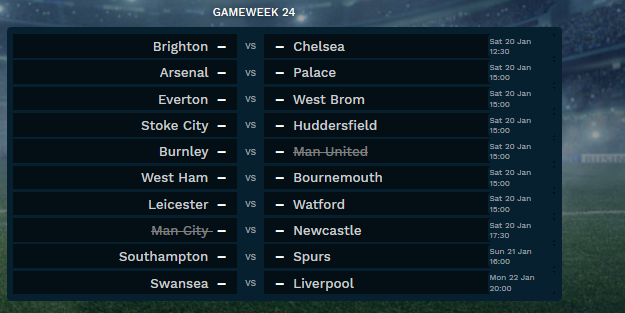 GAMEWEEK 24
Brighton – vs – Chelsea Sat 20 Jan 12:30
Arsenal – vs – Palace Sat 20 Jan 15:00
Everton – vs – West Brom Sat 20 Jan 15:00
Stoke City – vs – Huddersfield Sat 20 Jan 15:00
Burnley – vs – Man United Sat 20 Jan 15:00
West Ham – vs – Bournemouth Sat 20 Jan 15:00
Leicester – vs – Watford Sat 20 Jan 15:00
Man City – vs – Newcastle Sat 20 Jan 17:30
Southampton – vs – Spurs Sun 21 Jan 16:00
Swansea – vs – Liverpool Mon 22 Jan 20:00